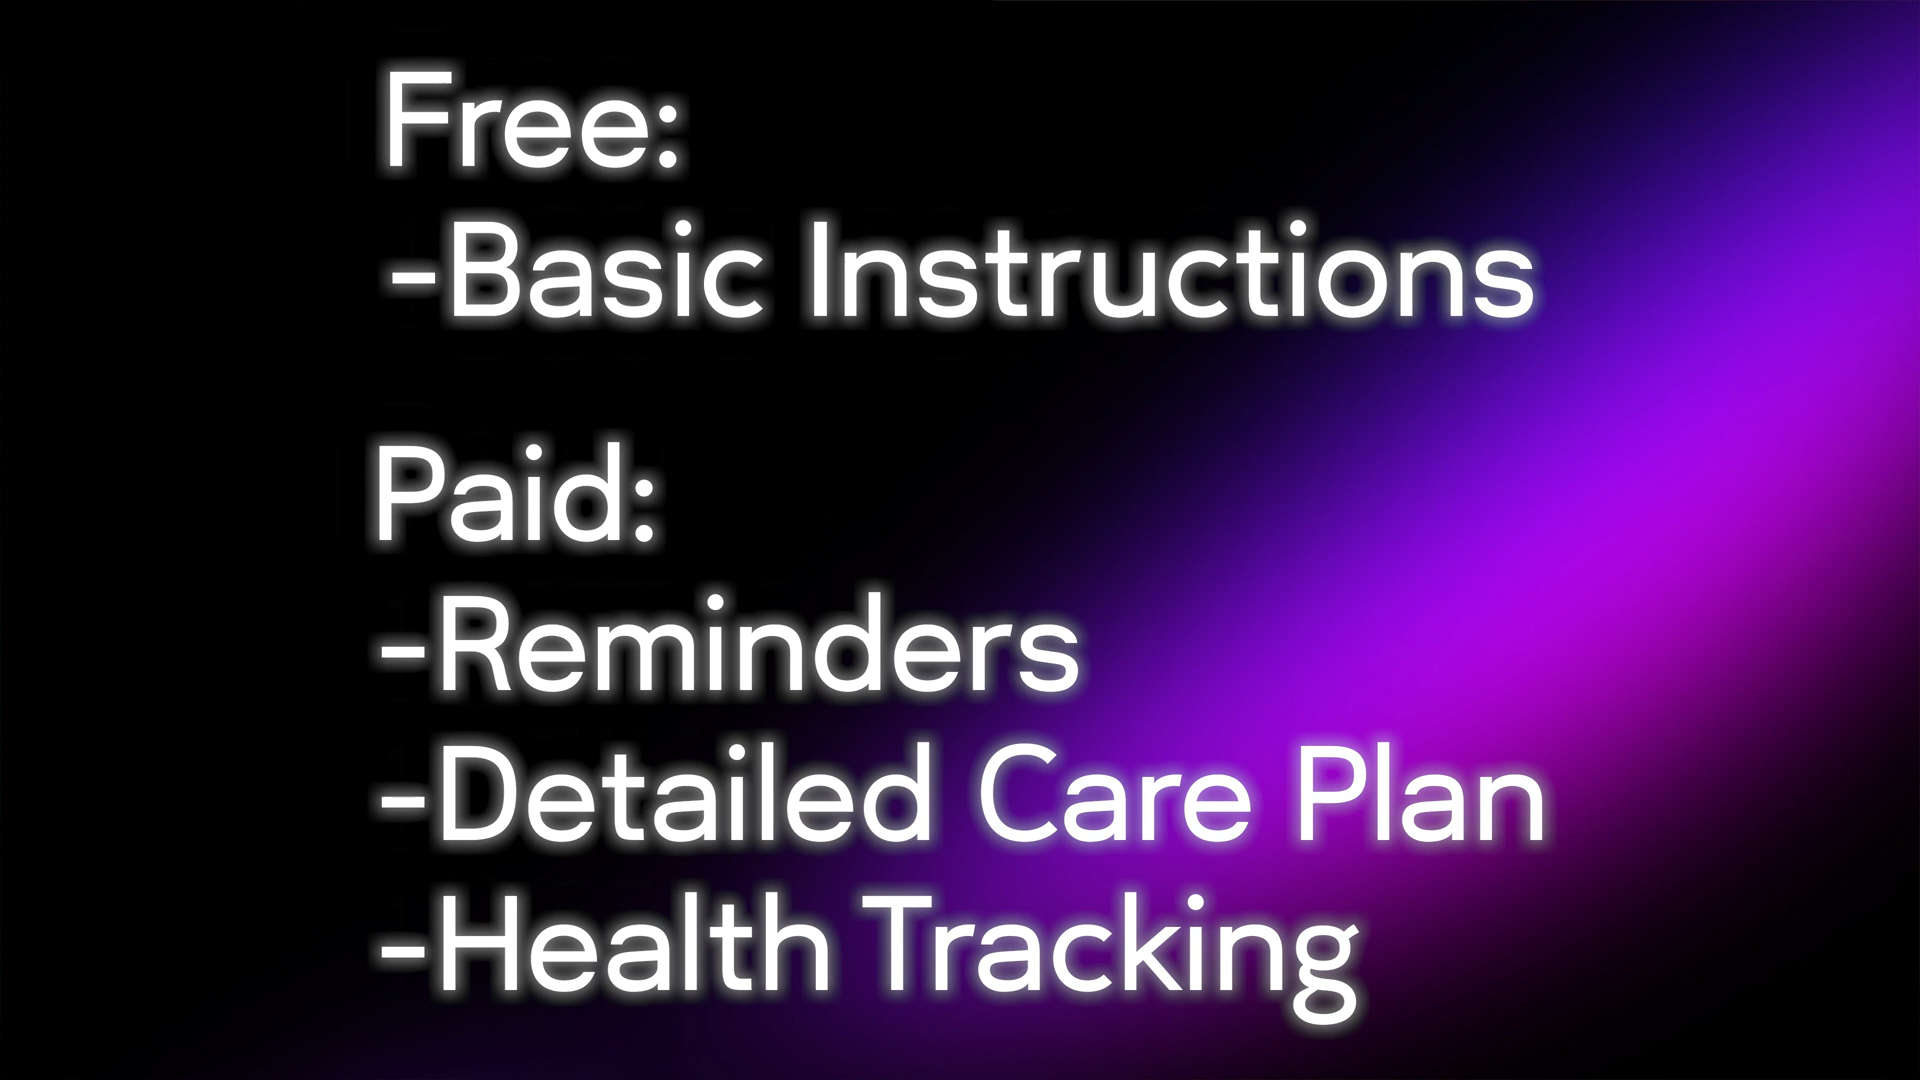 Free:
-Basic Instructions
Paid:
-Reminders
-Detailed Care Plan
-Health Tracking